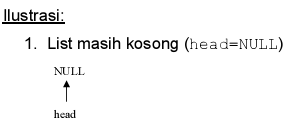 Ilustrasi:
1. List masih kosong (head=NULL)
NULL
head